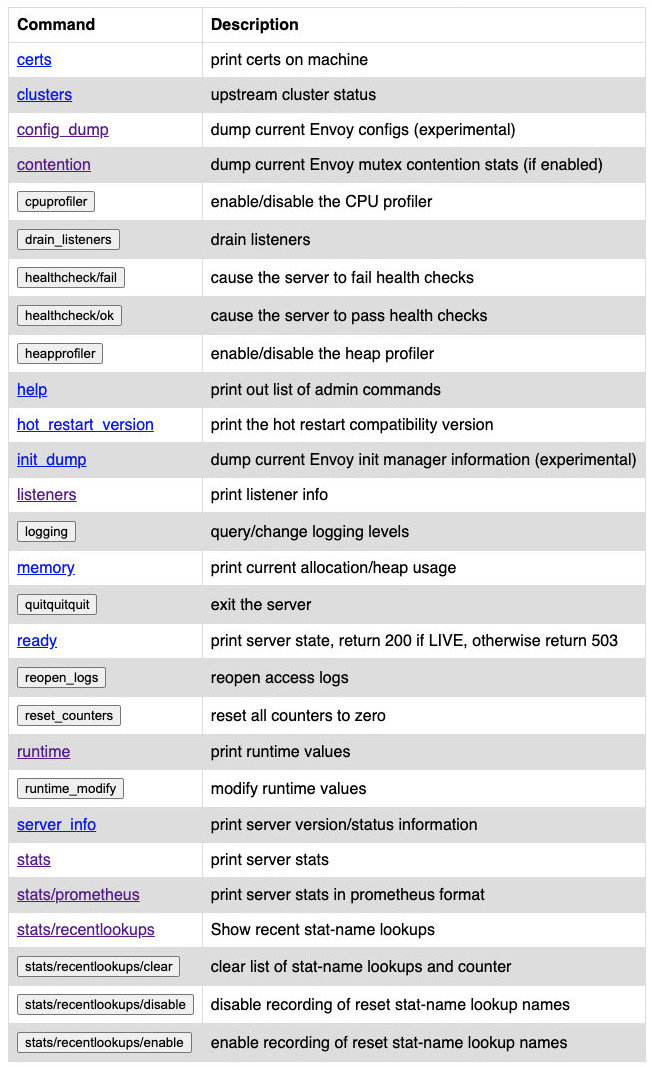 Command Description
certs print certs on machine
clusters upstream cluster status
config_dump dump current Envoy configs (experimental)
contention dump current Envoy mutex contention stats (if enabled)
cpuprofiler enable/disable the CPU profiler
drain_listeners drain listeners
healthcheck/fail cause the server to fail health checks
healthcheck/ok cause the server to pass health checks
heapprofiler enable/disable the heap profiler
help print out list of admin commands
hot_restart_version print the hot restart compatibility version
init_dump dump current Envoy init manager information (experimental)
listeners print listener info
logging query/change logging levels
memory print current allocation/heap usage
quitquitquit exit the server
ready print server state, return 200 if LIVE, otherwise return 503
reopen_logs reopen access logs
reset_counters reset all counters to zero
runtime print runtime values
runtime_modify modify runtime values
server_info print server version/status information
stats print server stats
stats/prometheus print server stats in prometheus format
stats/recentlookups Show recent stat-name lookups
stats/recentlookups/clear clear list of stat-name lookups and counter
stats/recentlookups/disable disable recording of reset stat-name lookup names
stats/recentlookups/enable enable recording of reset stat-name lookup names